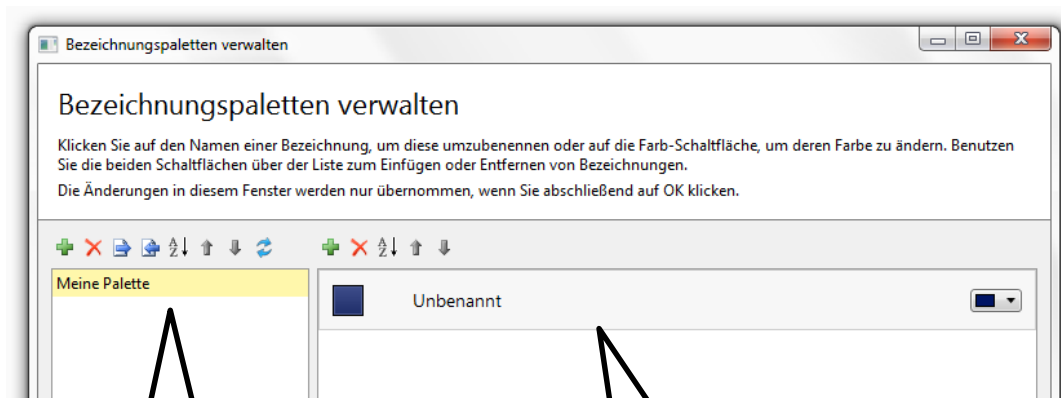 Bezeichnungspaletten verwalten
Bezeichnungspaletten verwalten
Klicken Sie auf den Namen einer Bezeichnung, um diese umzubenennen oder auf die Farb-Schaltfläche, um deren Farbe zu ändern. Benutzen
Sie die beiden Schaltflächen über der Liste zum Einfügen oder Entfernen von Bezeichnungen.
Die Änderungen in diesem Fenster werden nur übernommen, wenn Sie abschließend auf OK klicken.
Meine Palette
Unbenannt